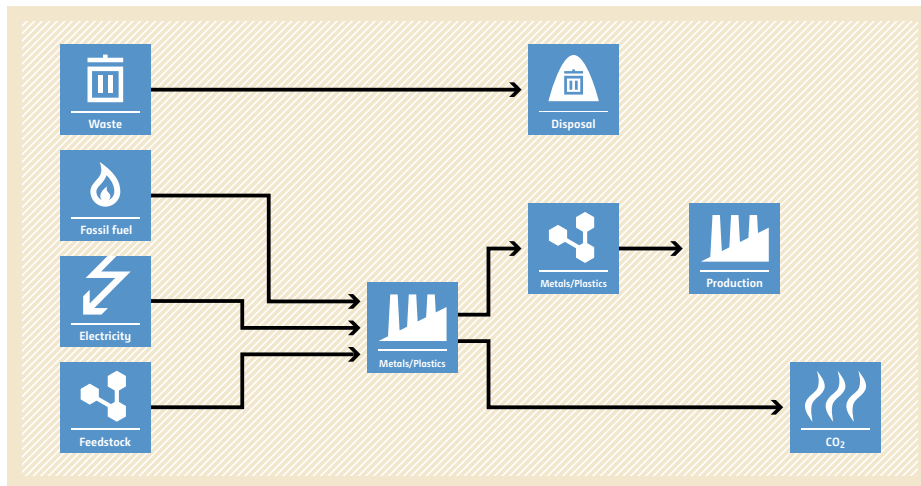 Waste
Disposal
Fossil fuel
Metals/Plastics
Production
Electricity
Metals/Plastics
Feedstock
CO₂